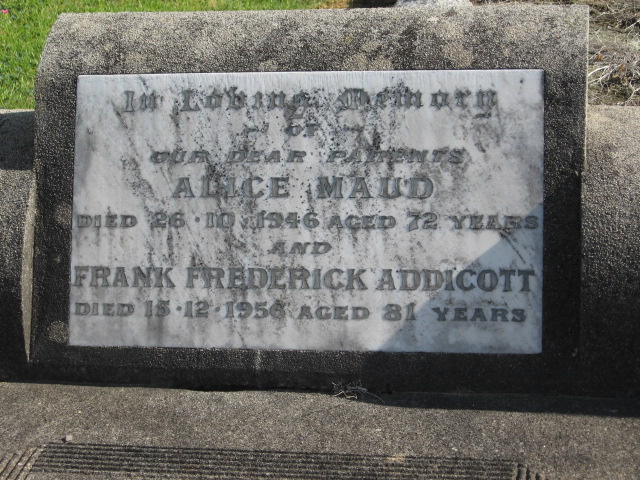 In Loving Memory
~ OF ~
OUR DEAR PARENTS
ALICE MAUD
DIED 26·10·1946 AGED 72 YEARS
~ AND ~
FRANK FREDERICK ADDICOTT
DIED 15·12·1956 AGED 81 YEARS